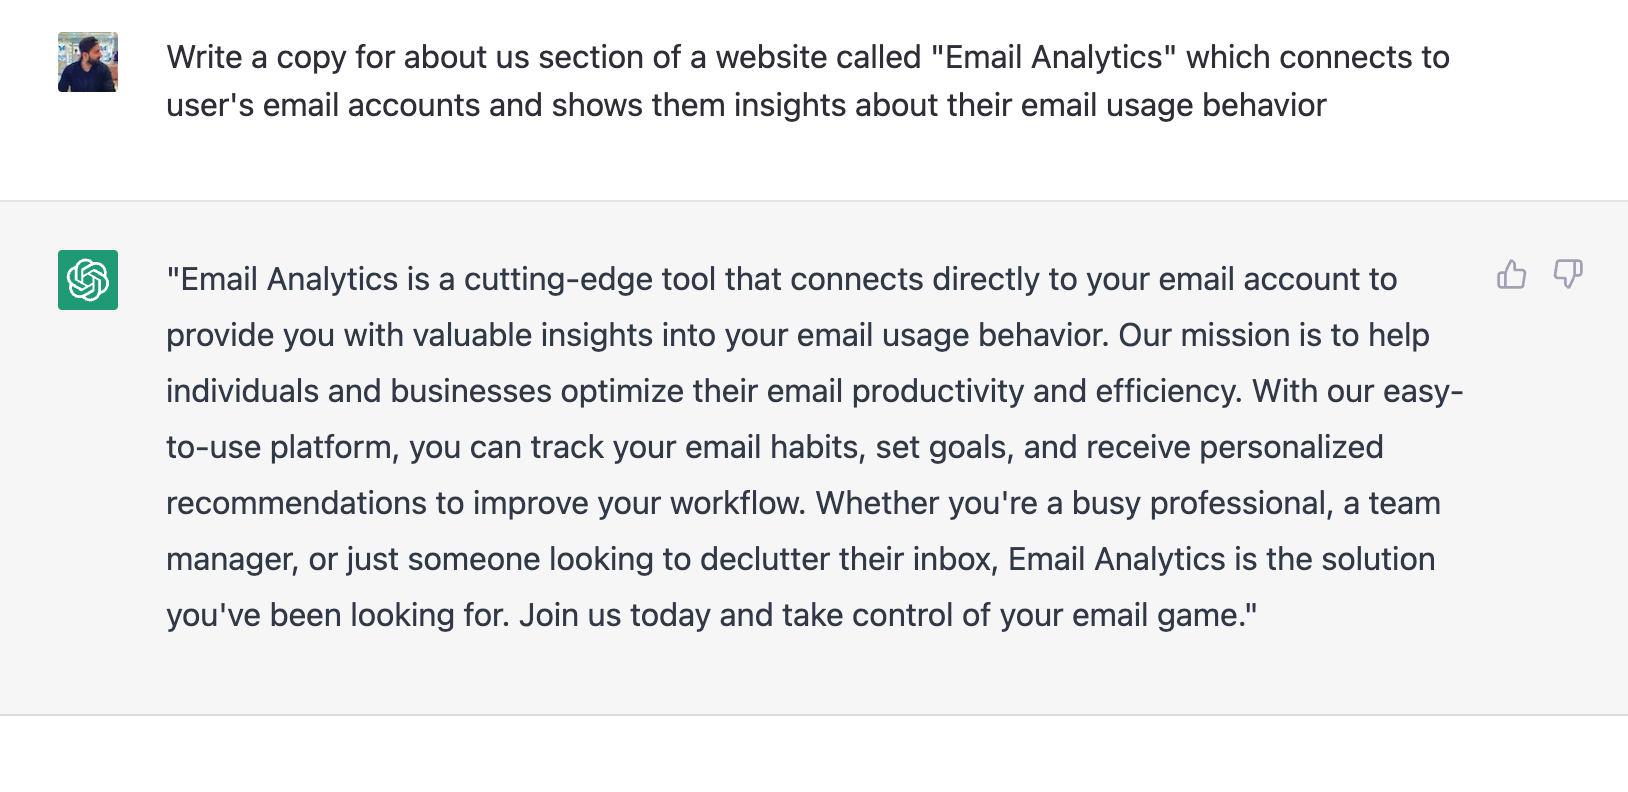 Write a copy for about us section of a website called "Email Analytics" which connects to
user's email accounts and shows them insights about their email usage behavior
"Email Analytics is a cutting-edge tool that connects directly to your email account to
provide you with valuable insights into your email usage behavior. Our mission is to help
individuals and businesses optimize their email productivity and efficiency. With our easy-
to-use platform, you can track your email habits, set goals, and receive personalized
recommendations to improve your workflow. Whether you're a busy professional, a team
manager, or just someone looking to declutter their inbox, Email Analytics is the solution
you've been looking for. Join us today and take control of your email game."